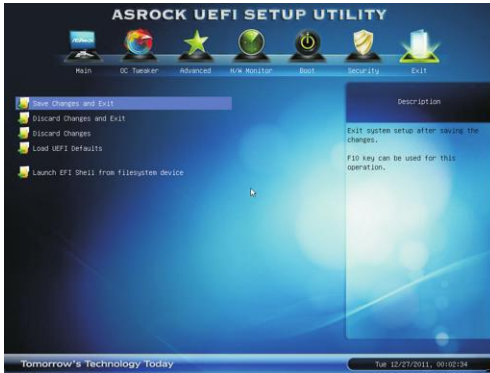 ASROCK UEFI SETUP UTILITY
Main OC Tweaker Advanced H/W Monitor Boot Security Exit
Save Changes and Exit
Discard Changes and Exit
Discard Changes
Load UEFI Defaults
Launch EFI Shell from filesystem device
Description
Exit system setup after saving the
changes.
F10 key can be used for this
operation.
Tomorrow's Technology Today
Tue 12/27/2011, 00:02:34